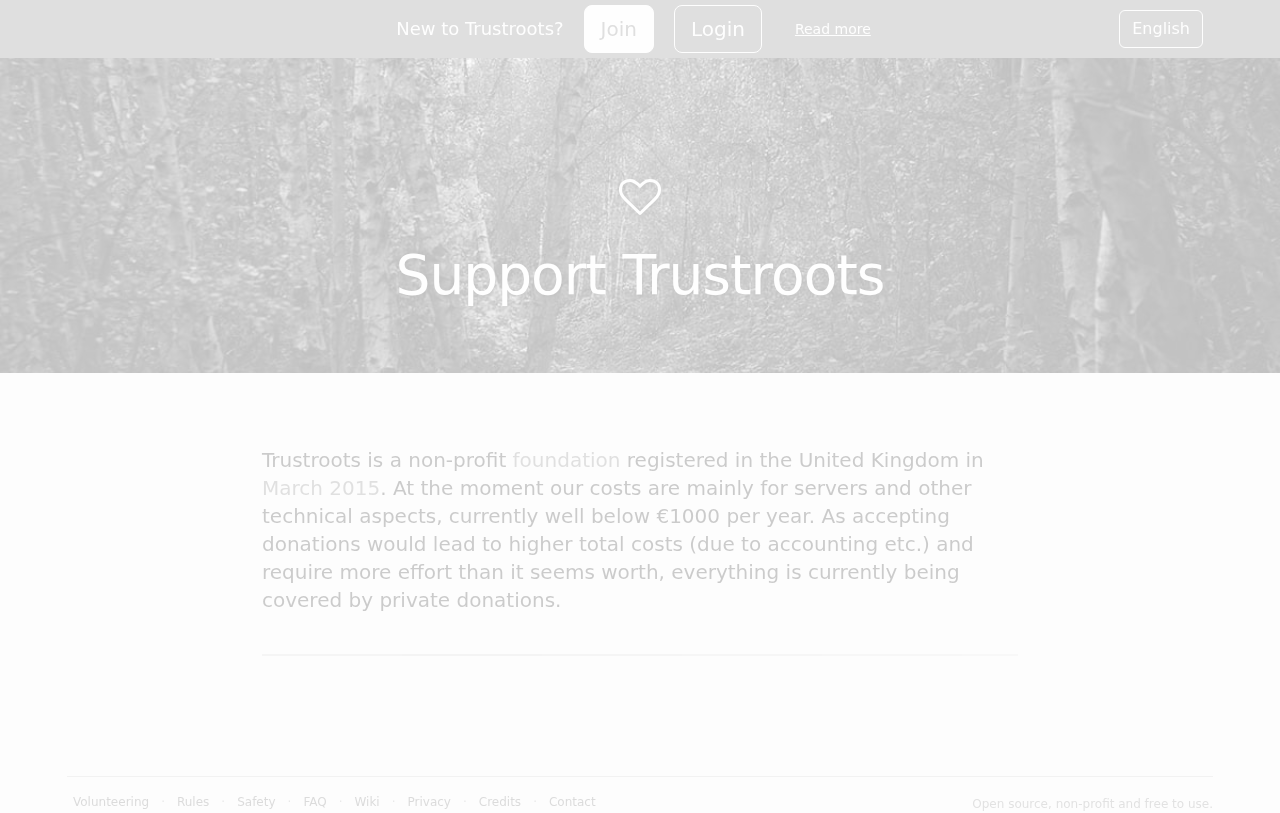 New to Trustroots? Join Login Read more English
Support Trustroots
Trustroots is a non-profit foundation registered in the United Kingdom in
March 2015. At the moment our costs are mainly for servers and other
technical aspects, currently well below €1000 per year. As accepting
donations would lead to higher total costs (due to accounting etc.) and
require more effort than it seems worth, everything is currently being
covered by private donations.
Volunteering · Rules · Safety · FAQ · Wiki · Privacy · Credits · Contact
Open source, non-profit and free to use.